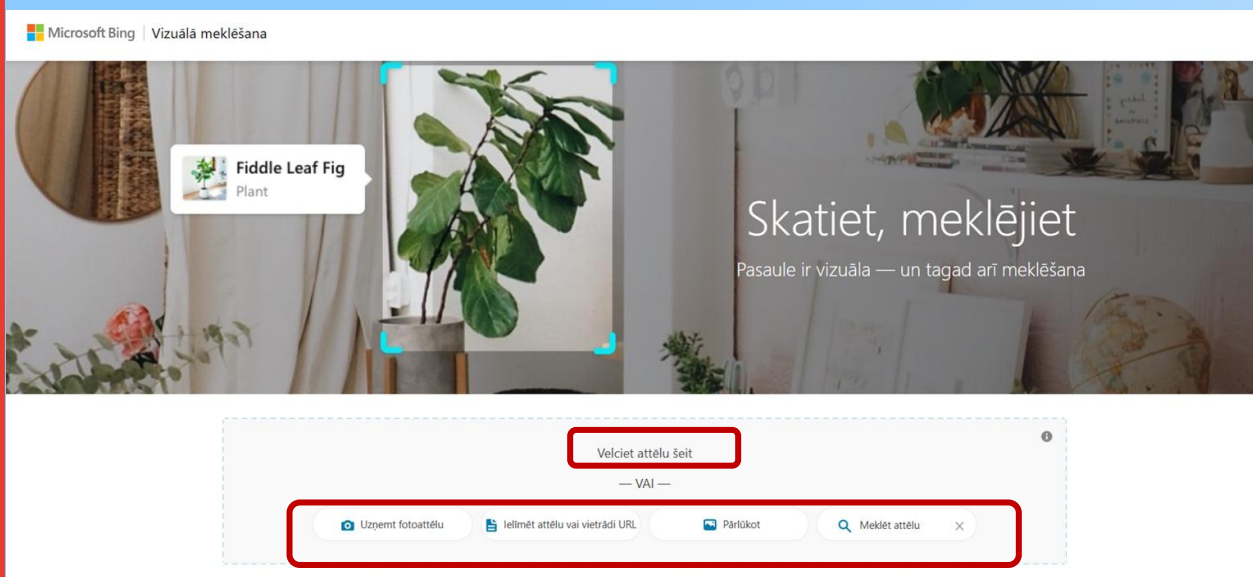 Microsoft Bing | Vizuālā meklēšana
Fiddle Leaf Fig
Plant
Skatiet, meklējiet
Pasaule ir vizuāla — un tagad arī meklēšana
Velciet attēlu šeit
— VAI —
Uzņemt fotoattēlu
Ielīmēt attēlu vai vietrādi URL
Pārlūkot
Meklēt attēlu